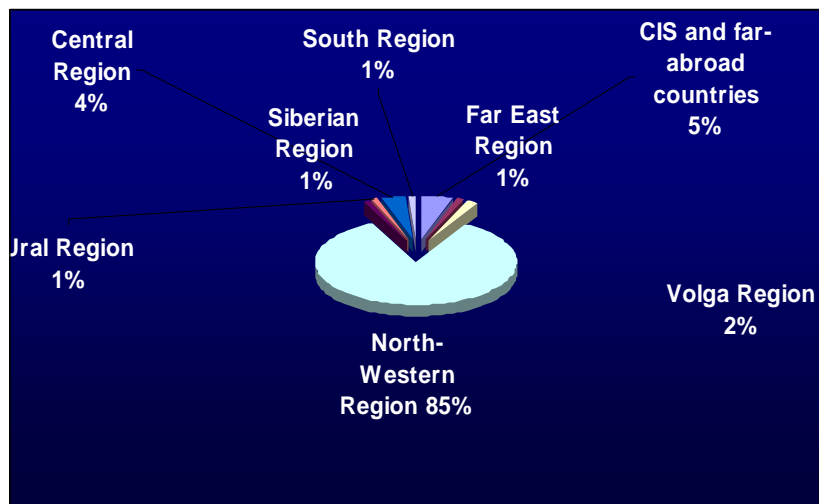 Central
Region
4%
South Region
1%
CIS and far-
abroad
countries
5%
Siberian
Region
1%
Far East
Region
1%
Jral Region
1%
Volga Region
2%
North-
Western
Region 85%